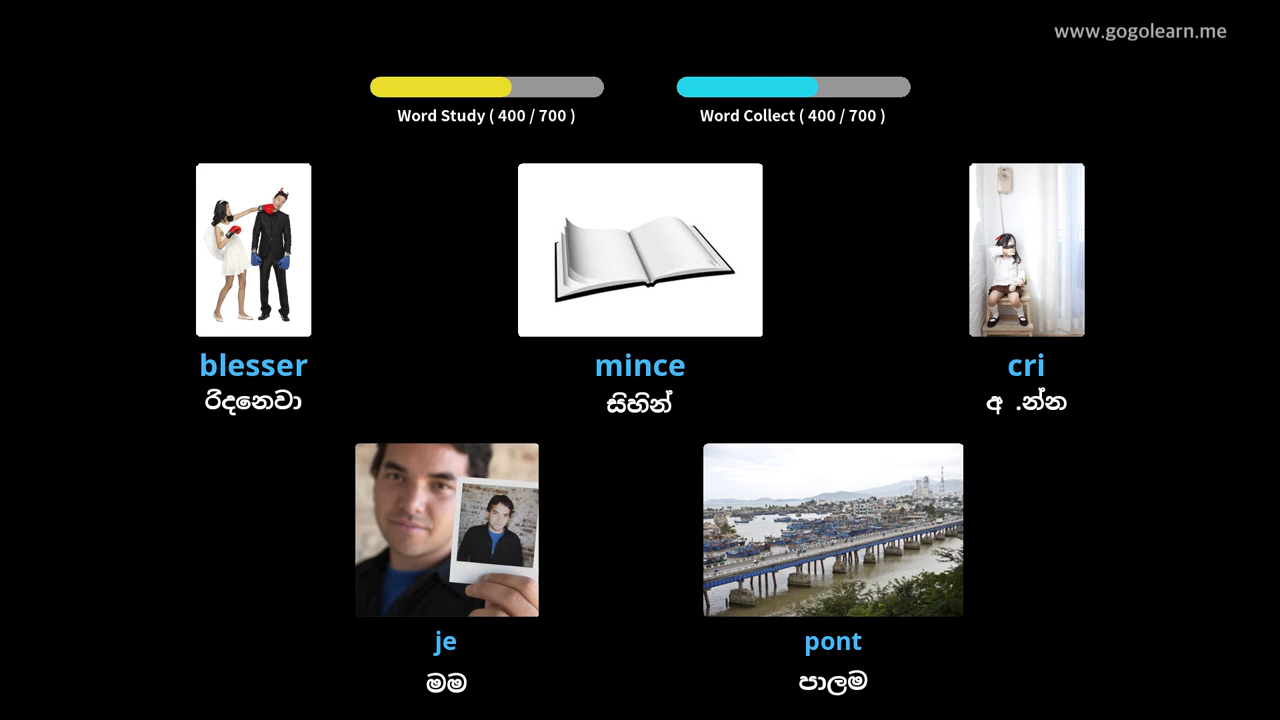 www.gogolearn.me
Word Study ( 400 / 700 )
Word Collect ( 400 / 700 )
blesser
රිදනෙවා
mince
සිහින්
cri
අ .න්න
je
මම
pont
පාලම